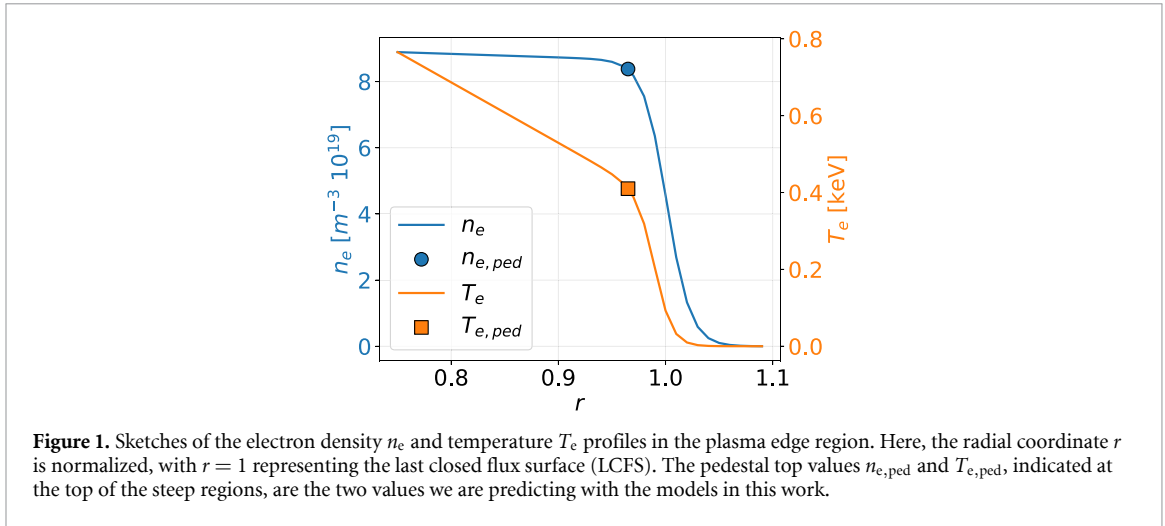 0.8
8
0.6
6
0.4
4
0.2
2
0.0
0
n_e [m^{-3} 10^{19}]
T_e [keV]
n_e
n_{e, ped}
T_e
T_{e, ped}
0.8 0.9 1.0 1.1
r
Figure 1. Sketches of the electron density n_e and temperature T_e profiles in the plasma edge region. Here, the radial coordinate r
is normalized, with r = 1 representing the last closed flux surface (LCFS). The pedestal top values n_{e,ped} and T_{e,ped}, indicated at
the top of the steep regions, are the two values we are predicting with the models in this work.